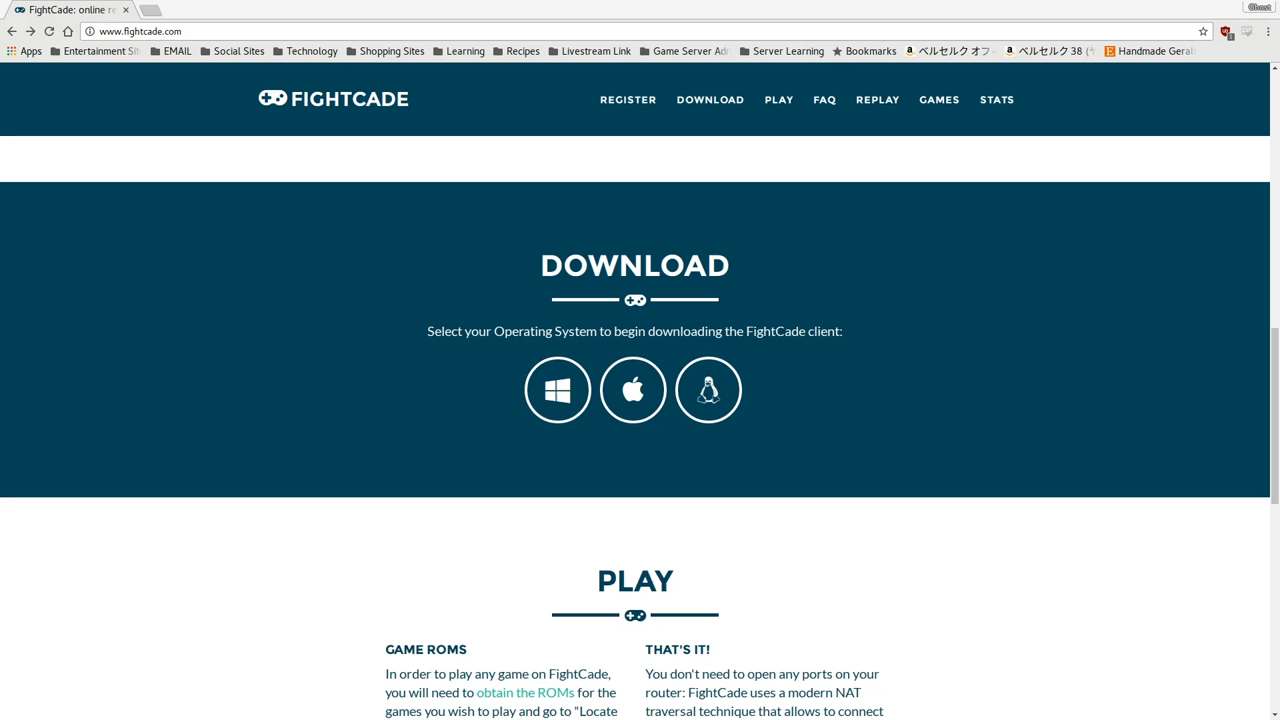 FightCade: online re
Ghost
www.fightcade.com
Apps
Entertainment Sit
EMAIL
Social Sites
Technology
Shopping Sites
Learning
Recipes
Livestream Link
Game Server Adm
Server Learning
Bookmarks
ベルセルク オフ
ベルセルク 38 (ヤ
Handmade Geral
FIGHTCADE
REGISTER
DOWNLOAD
PLAY
FAQ
REPLAY
GAMES
STATS
DOWNLOAD
Select your Operating System to begin downloading the FightCade client:
PLAY
GAME ROMS
In order to play any game on FightCade,
you will need to obtain the ROMs for the
games you wish to play and go to "Locate
THAT'S IT!
You don't need to open any ports on your
router: FightCade uses a modern NAT
traversal technique that allows to connect